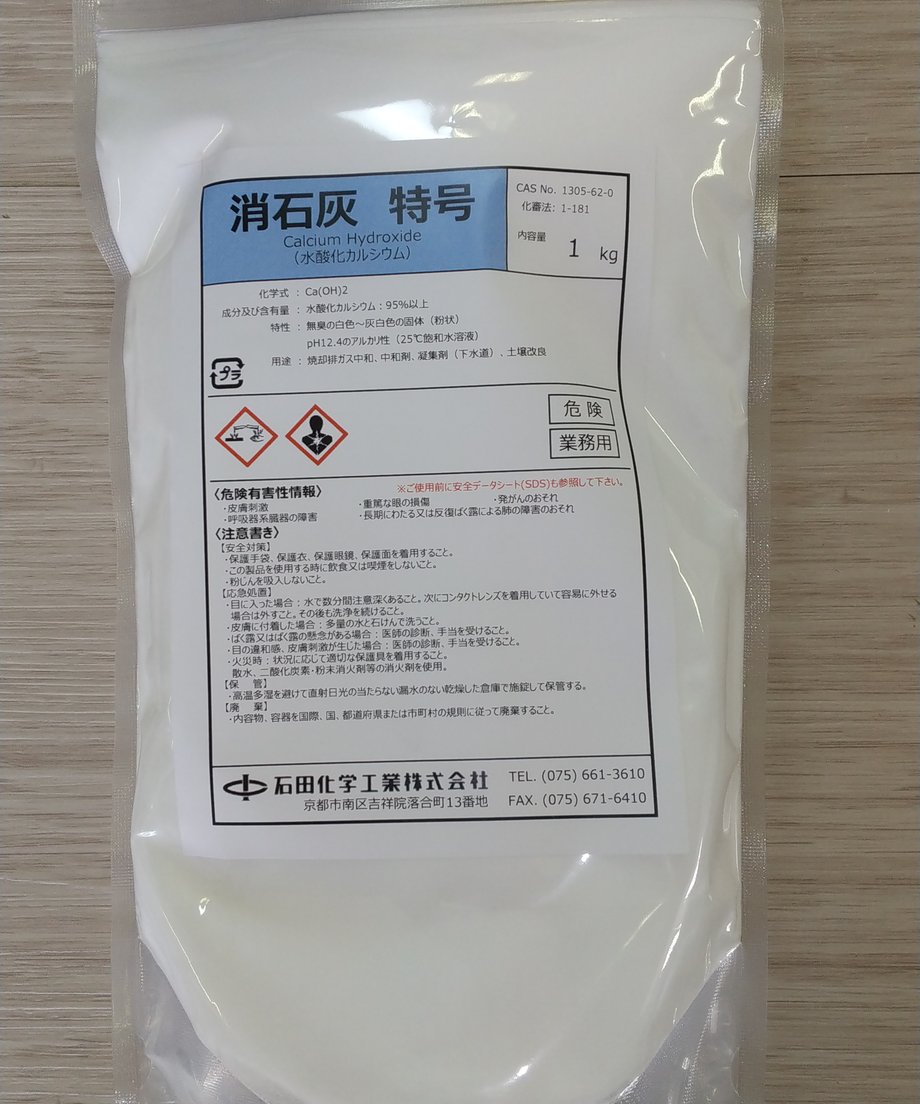 消石灰 特号
Calcium Hydroxide
(水酸化カルシウム)
CAS No. 1305-62-0
化審法: 1-181
内容量 1 kg
化学式 : Ca(OH)2
成分及び含有量 : 水酸化カルシウム : 95%以上
特性 : 無臭の白色～灰白色の固体 (粉状)
pH12.4のアルカリ性 (25℃飽和水溶液)
用途 : 焼却排ガス中和、中和剤、凝集剤 (下水道) 、土壌改良
プラ
危険
業務用
※ご使用前に安全データシート(SDS)も参照して下さい。
〈危険有害性情報〉
・皮膚刺激 ・重篤な眼の損傷 ・発がんのおそれ
・呼吸器系臓器の障害 ・長期にわたる又は反復ばく露による肺の障害のおそれ
〈注意書き〉
【安全対策】
・保護手袋、保護衣、保護眼鏡、保護面を着用すること。
・この製品を使用する時に飲食又は喫煙をしないこと。
・粉じんを吸入しないこと。
【応急処置】
・目に入った場合 : 水で数分間注意深くあること。次にコンタクトレンズを着用していて容易に外せる
場合は外すこと。その後も洗浄を続けること。
・皮膚に付着した場合 : 多量の水と石けんで洗うこと。
・ばく露又はばく露の懸念がある場合 : 医師の診断、手当を受けること。
・目の違和感、皮膚刺激が生じた場合 : 医師の診断、手当を受けること。
・火災時 : 状況に応じて適切な保護具を着用すること。
散水、二酸化炭素・粉末消火剤等の消火剤を使用。
【保 管】
・高温多湿を避けて直射日光の当たらない漏水のない乾燥した倉庫で施錠して保管する。
【廃 棄】
・内容物、容器を国際、国、都道府県または市町村の規則に従って廃棄すること。
石田化学工業株式会社
京都市南区吉祥院落合町13番地
TEL. (075) 661-3610
FAX. (075) 671-6410